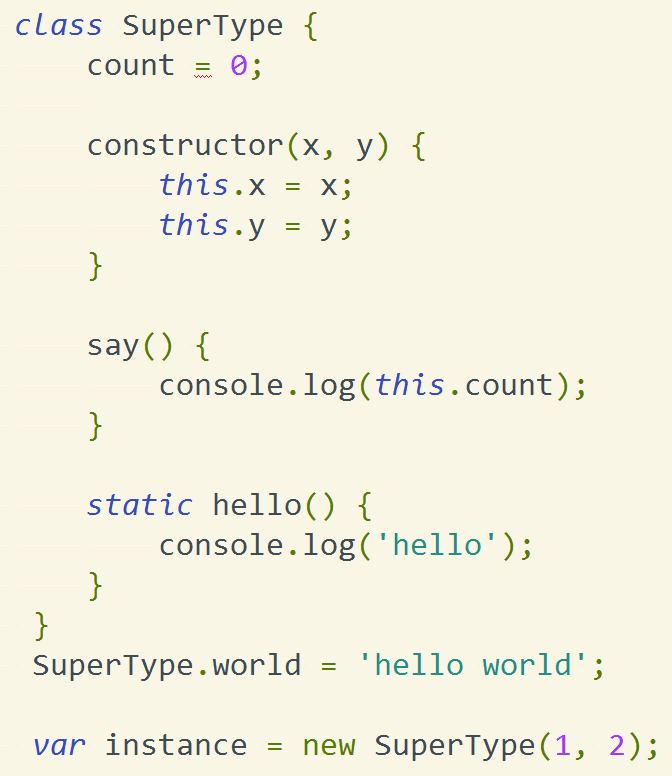 class SuperType {
count = 0;
constructor(x, y) {
this.x = x;
this.y = y;
}
say() {
console.log(this.count);
}
static hello() {
console.log('hello');
}
}
SuperType.world = 'hello world';
var instance = new SuperType(1, 2);